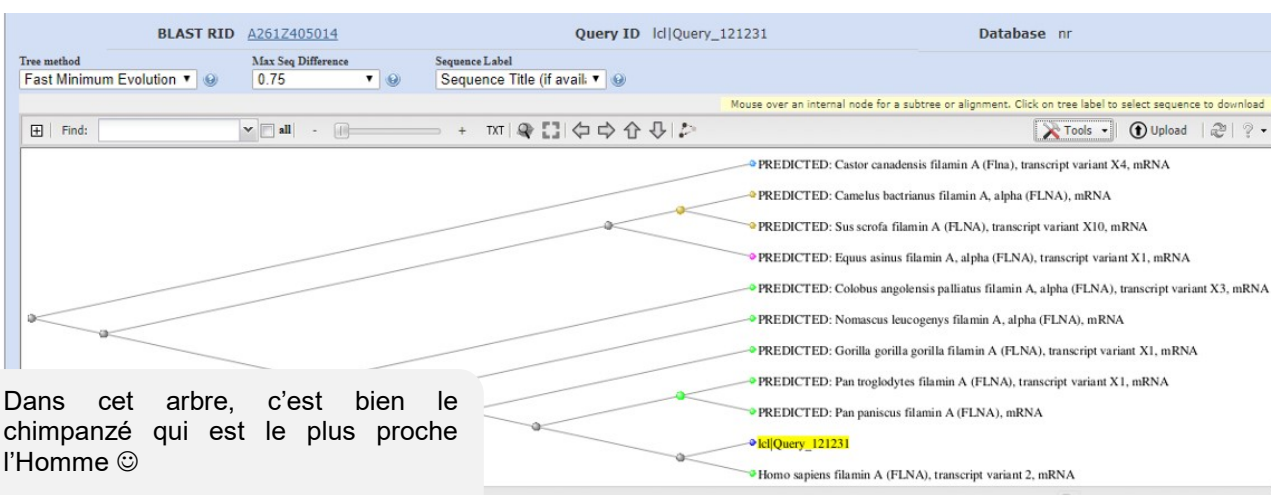 BLAST RID A261Z405014 Query ID lcl|Query_121231 Database nr
Tree method Max Seq Difference Sequence Label
Fast Minimum Evolution 0.75 Sequence Title (if avail:
Mouse over an internal node for a subtree or alignment. Click on tree label to select sequence to download
Find: all - + TXT Tools Upload ?
PREDICTED: Castor canadensis filamin A (Flna), transcript variant X4, mRNA
PREDICTED: Camelus bactrianus filamin A, alpha (FLNA), mRNA
PREDICTED: Sus scrofa filamin A (FLNA), transcript variant X10, mRNA
PREDICTED: Equus asinus filamin A, alpha (FLNA), transcript variant X1, mRNA
PREDICTED: Colobus angolensis palliatus filamin A, alpha (FLNA), transcript variant X3, mRNA
PREDICTED: Nomascus leucogenys filamin A, alpha (FLNA), mRNA
PREDICTED: Gorilla gorilla gorilla filamin A (FLNA), transcript variant X1, mRNA
PREDICTED: Pan troglodytes filamin A (FLNA), transcript variant X1, mRNA
PREDICTED: Pan paniscus filamin A (FLNA), mRNA
lcl|Query_121231
Homo sapiens filamin A (FLNA), transcript variant 2, mRNA
Dans cet arbre, c'est bien le
chimpanzé qui est le plus proche
l'Homme ☺